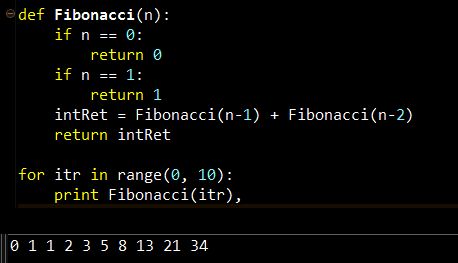 def Fibonacci(n):
    if n == 0:
        return 0
    if n == 1:
        return 1
    intRet = Fibonacci(n-1) + Fibonacci(n-2)
    return intRet

for itr in range(0, 10):
    print Fibonacci(itr),

0 1 1 2 3 5 8 13 21 34